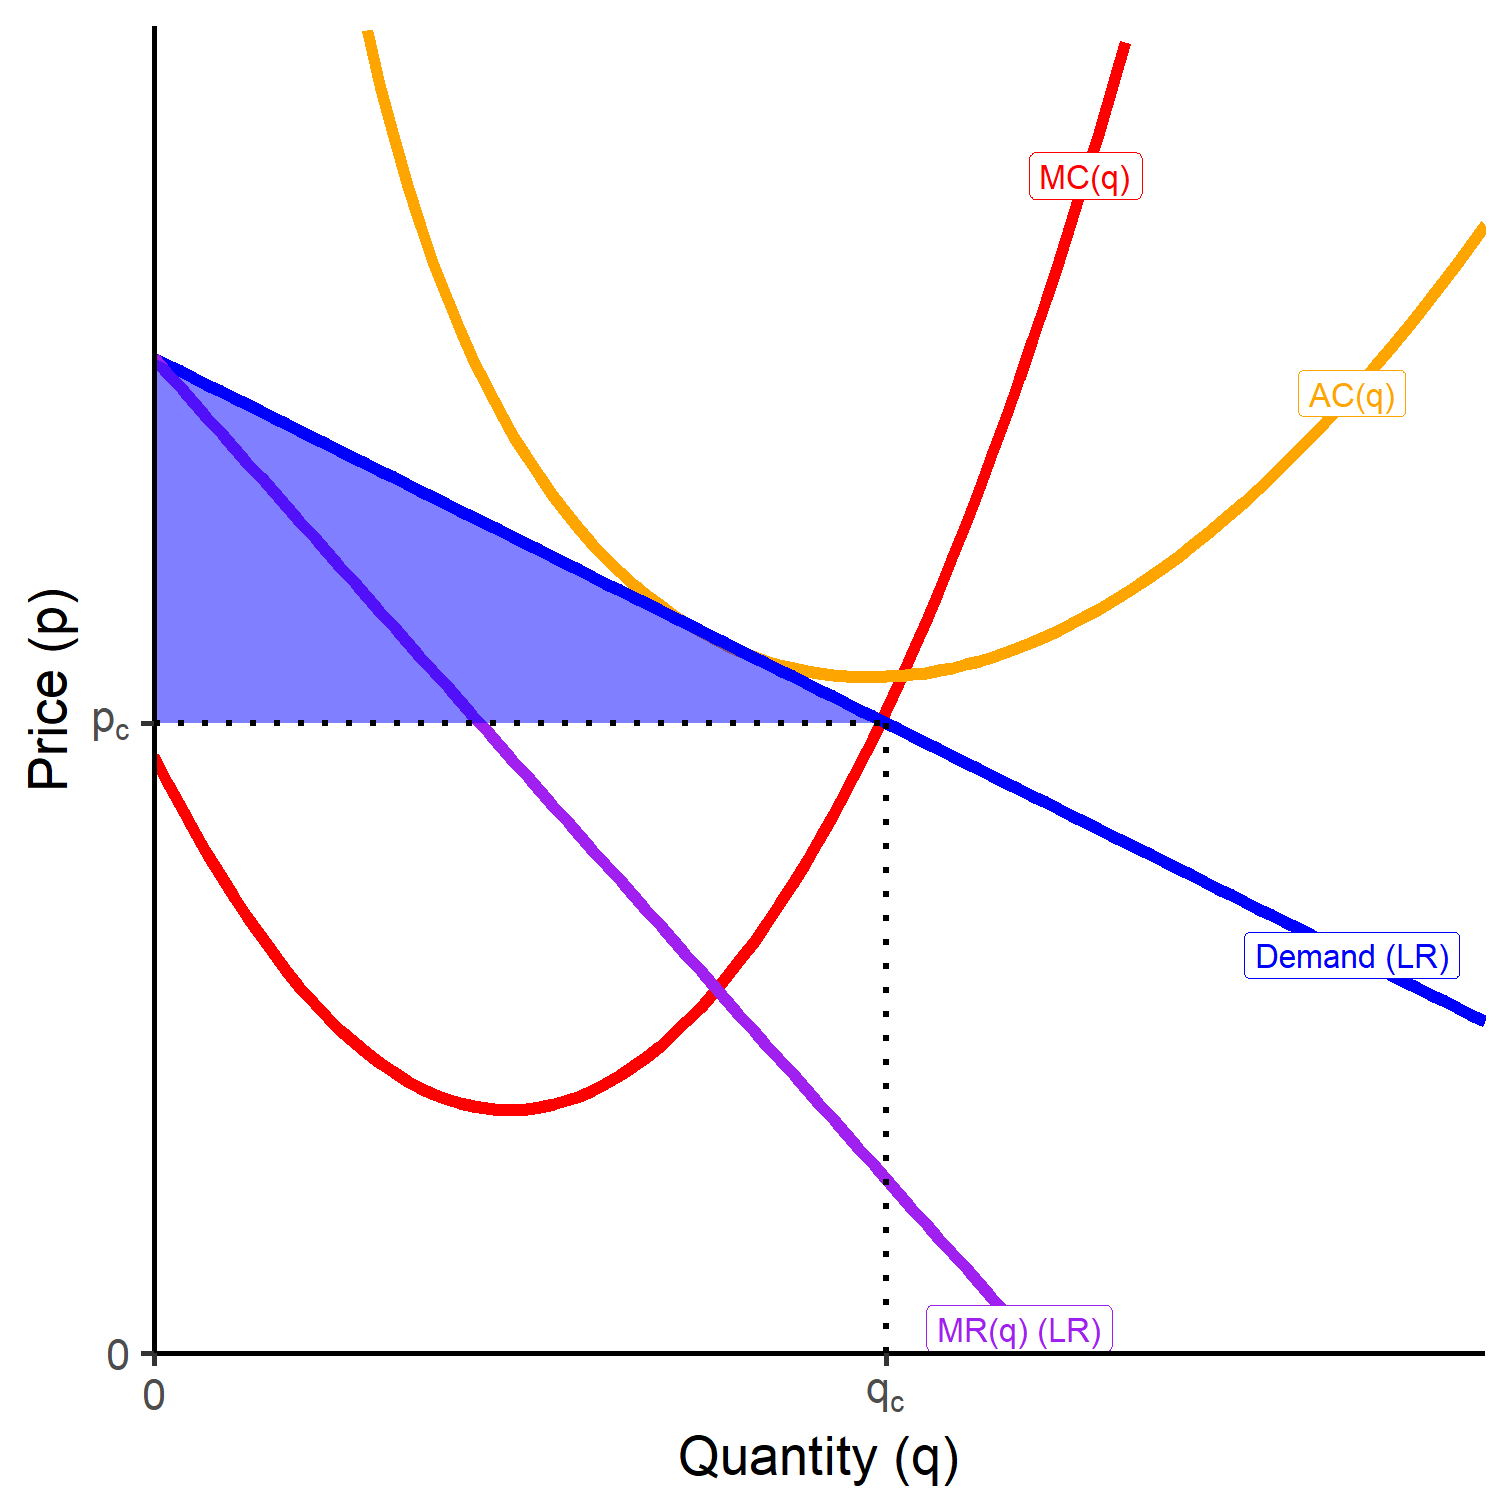 MC(q)
AC(q)
Price (p)
pc
Demand (LR)
MR(q) (LR)
0
0
qc
Quantity (q)